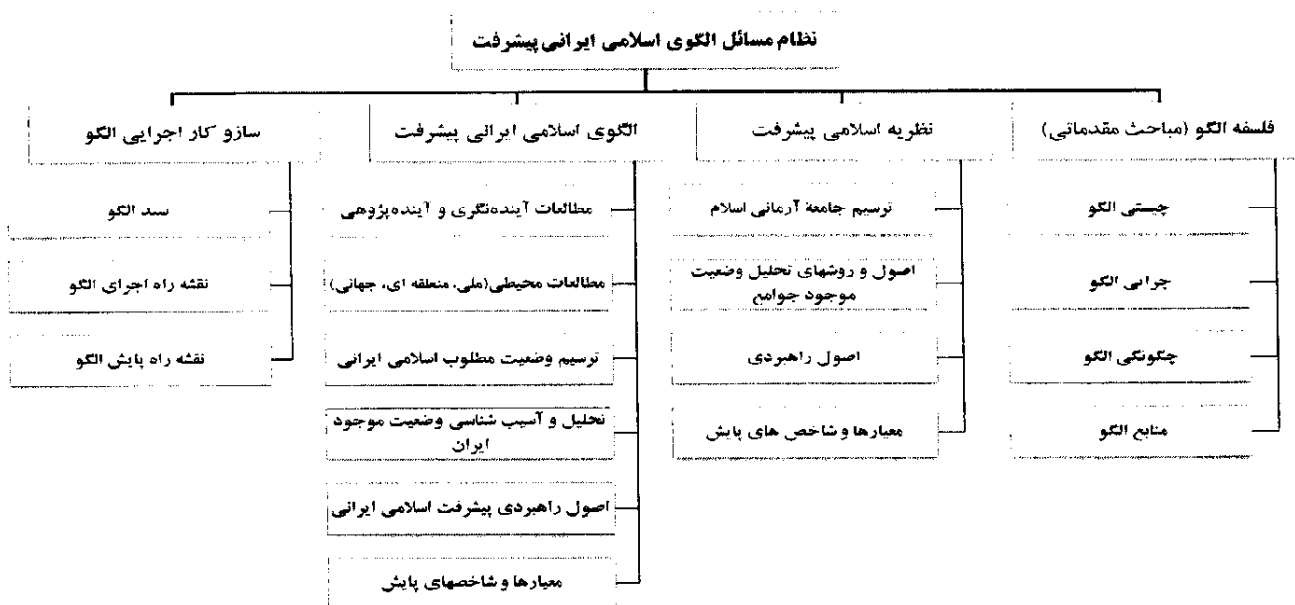 نظام مسائل الگوی اسلامی ایرانی پیشرفت
فلسفه الگو (مباحث مقدماتی)
چیستی الگو
چرایی الگو
چگونگی الگو
منابع الگو
نظریه اسلامی پیشرفت
ترسیم جامعۀ آرمانی اسلام
اصول و روشهای تحلیل وضعیت
موجود جوامع
اصول راهبردی
معیارها و شاخص های پایش
الگوی اسلامی ایرانی پیشرفت
مطالعات آینده‌نگری و آینده‌پژوهی
مطالعات محیطی(ملی، منطقه ای، جهانی)
ترسیم وضعیت مطلوب اسلامی ایرانی
تحلیل و آسیب شناسی وضعیت موجود
ایران
اصول راهبردی پیشرفت اسلامی ایرانی
معیارها و شاخصهای پایش
سازو کار اجرایی الگو
سند الگو
نقشه راه اجرای الگو
نقشه راه پایش الگو